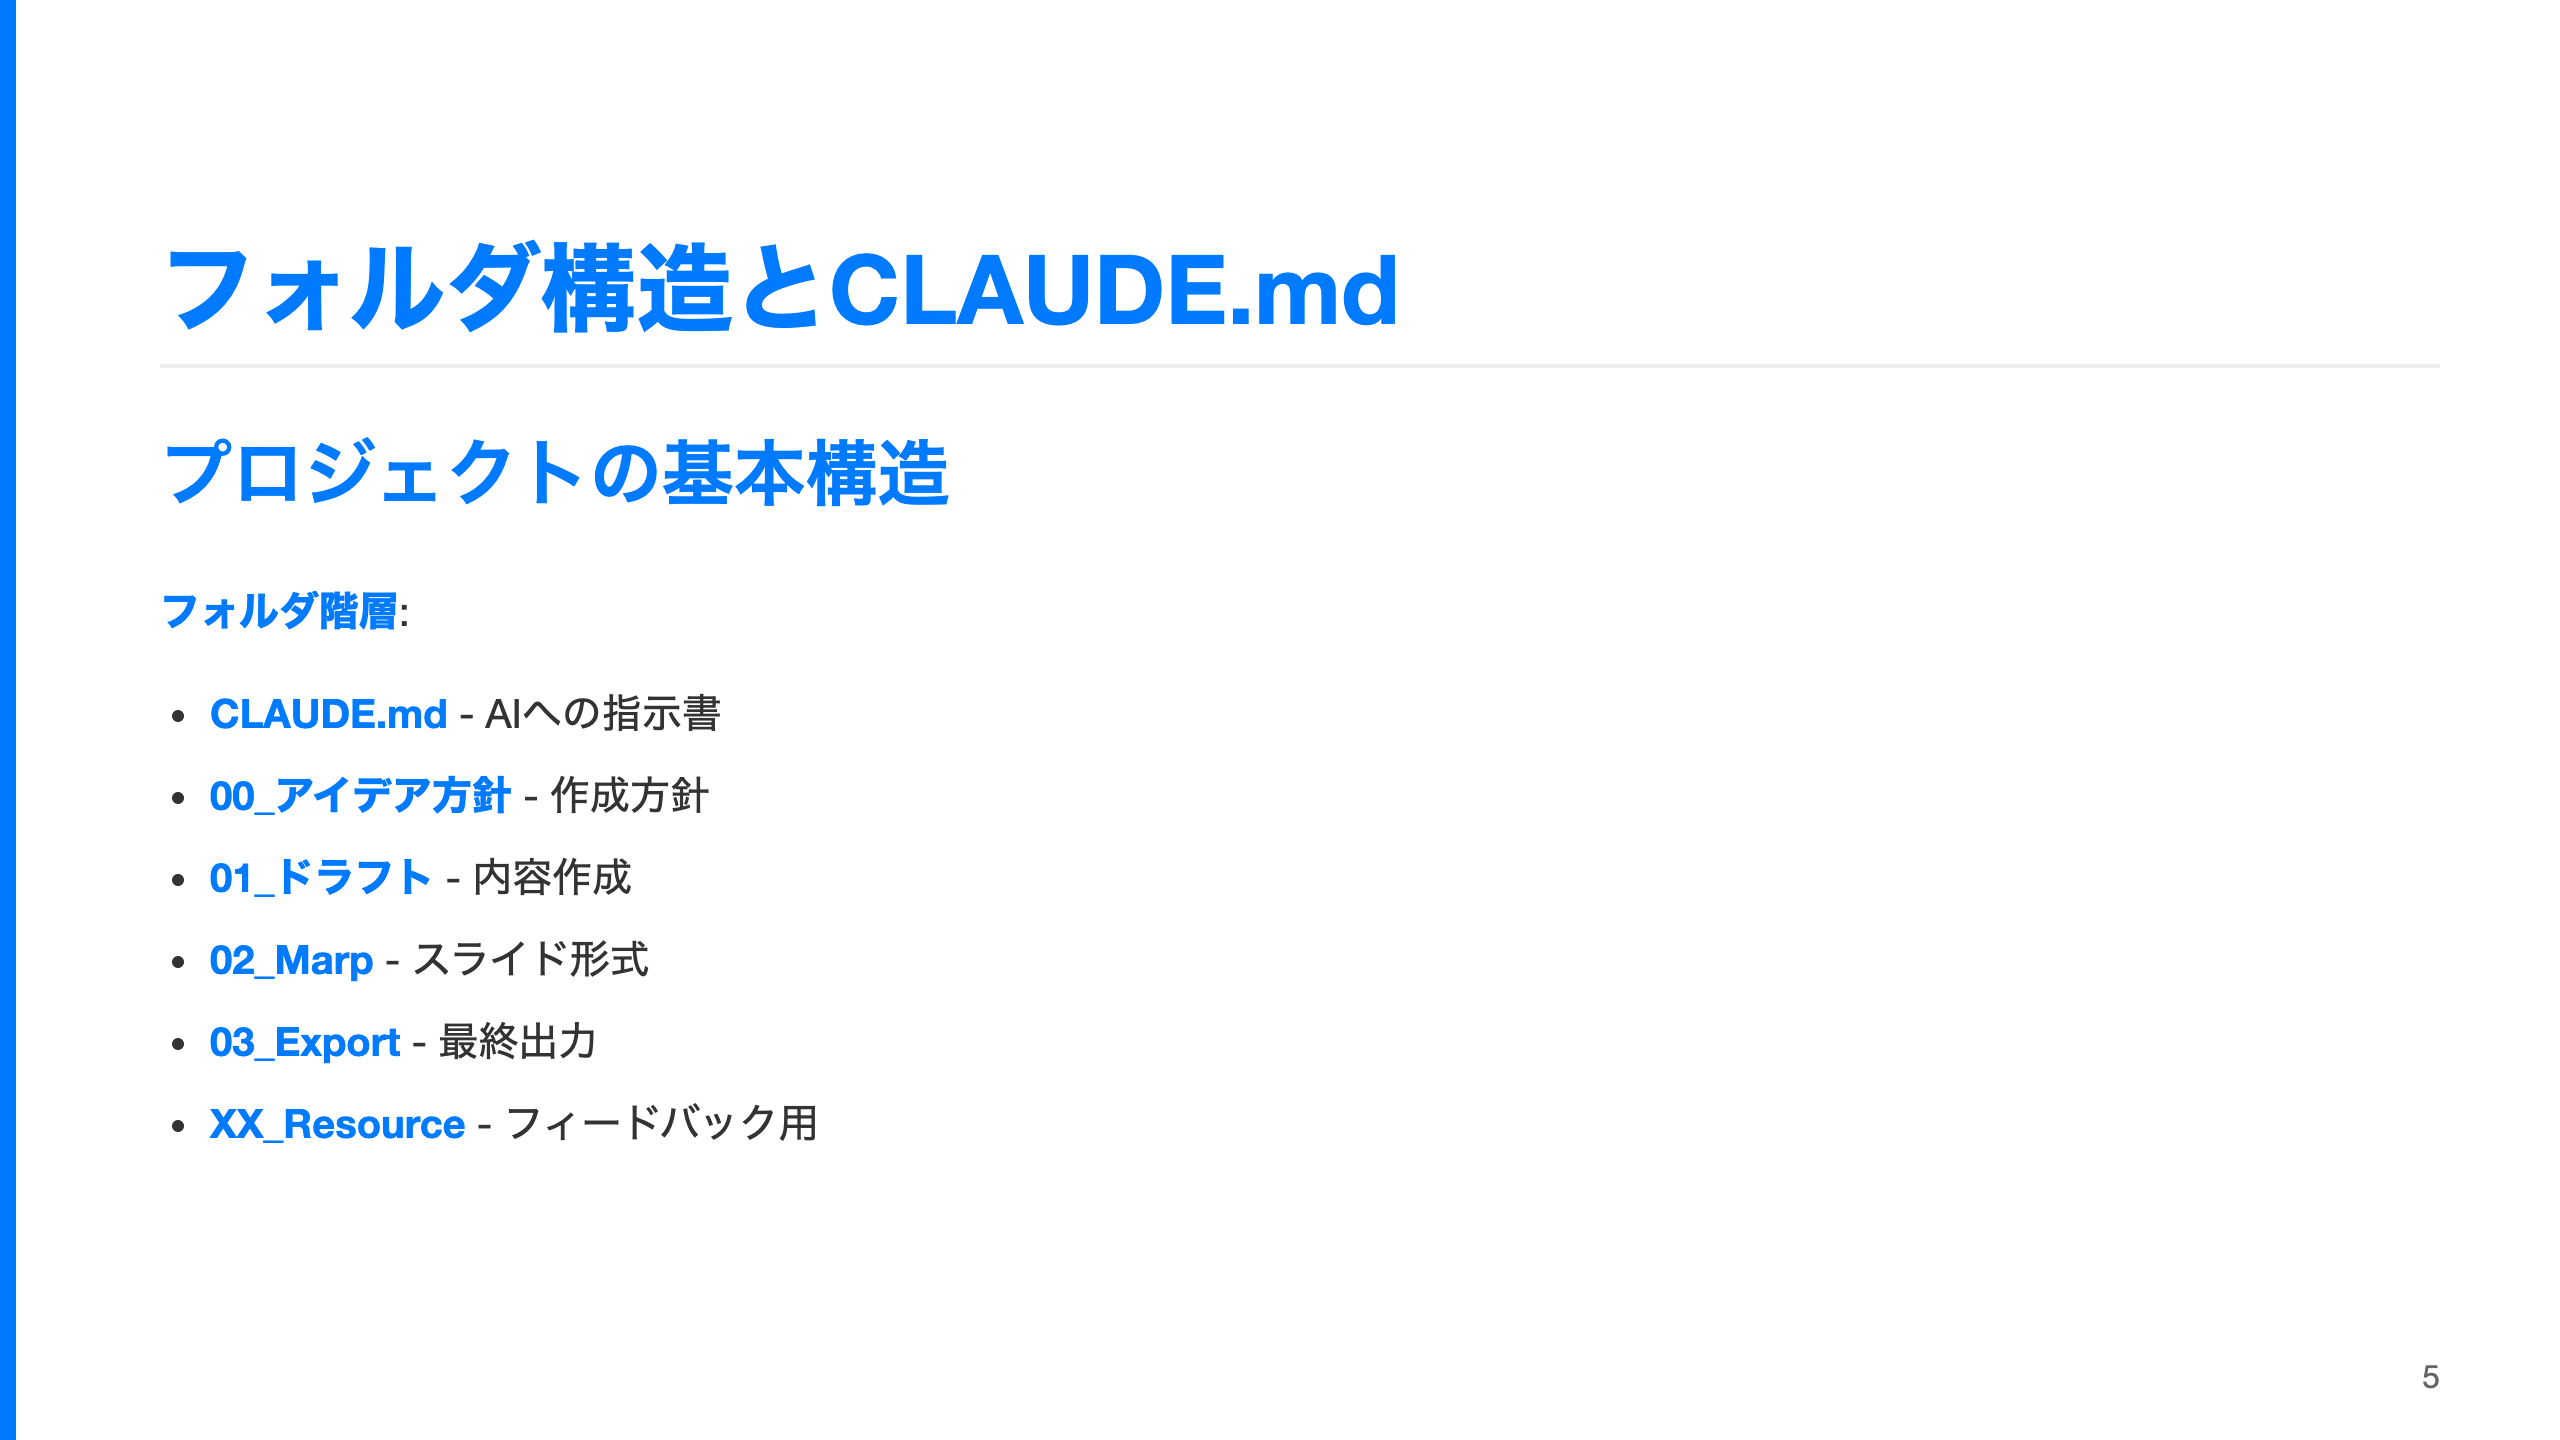 フォルダ構造とCLAUDE.md
プロジェクトの基本構造
フォルダ階層:
• CLAUDE.md - AIへの指示書
• 00_アイデア方針 - 作成方針
• 01_ドラフト - 内容作成
• 02_Marp - スライド形式
• 03_Export - 最終出力
• XX_Resource - フィードバック用
5